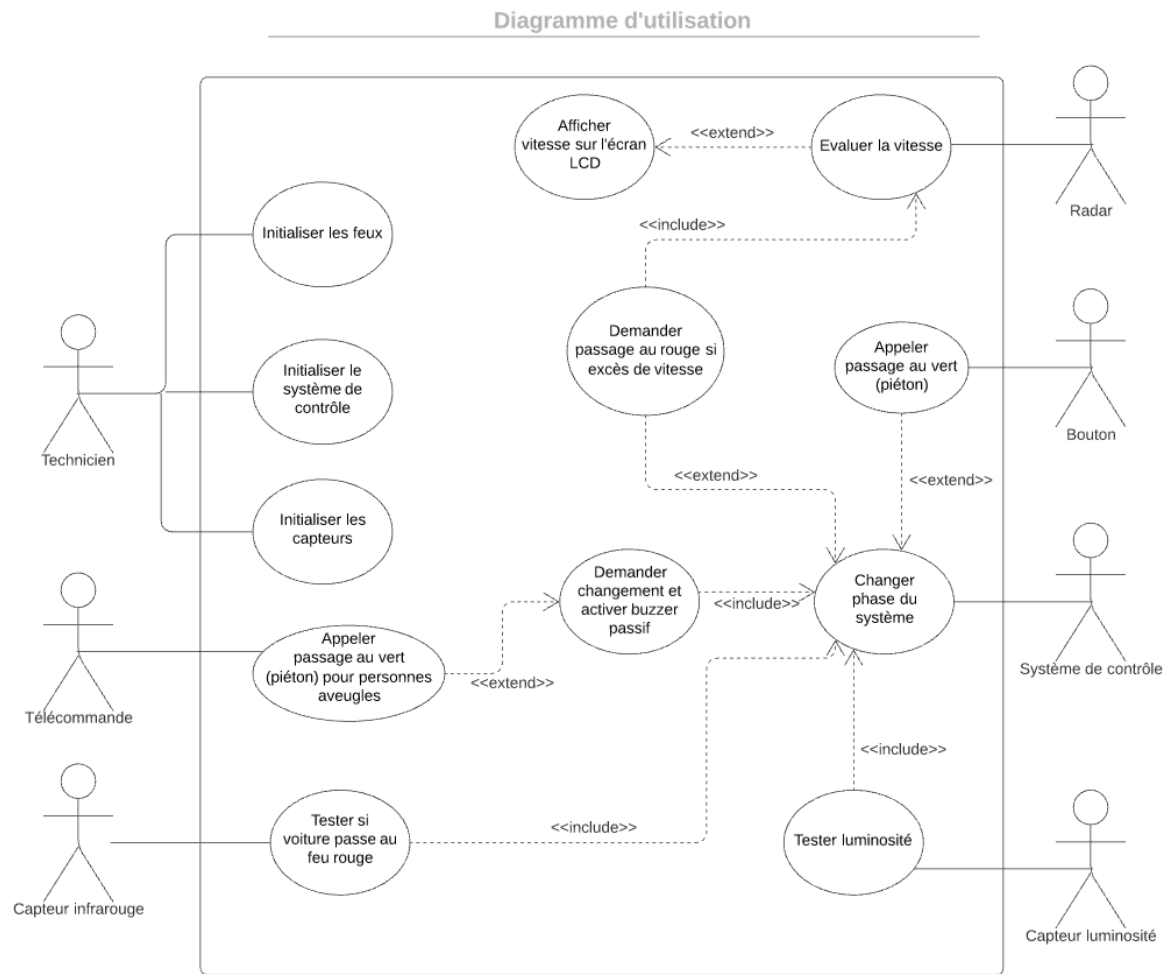 Diagramme d'utilisation
Afficher
vitesse sur l'écran
LCD
<<extend>>
Evaluer la vitesse
Radar
<<include>>
Initialiser les feux
Demander
passage au rouge si
excès de vitesse
Appeler
passage au vert
(piéton)
Bouton
Initialiser le
système de
contrôle
Technicien
<<extend>>
<<extend>>
Initialiser les
capteurs
Demander
changement et
activer buzzer
passif
<<include>>
Changer
phase du
système
Système de contrôle
Appeler
passage au vert
(piéton) pour personnes
aveugles
<<extend>>
Télécommande
<<include>>
Tester si
voiture passe au
feu rouge
<<include>>
Tester luminosité
Capteur infrarouge
Capteur luminosité